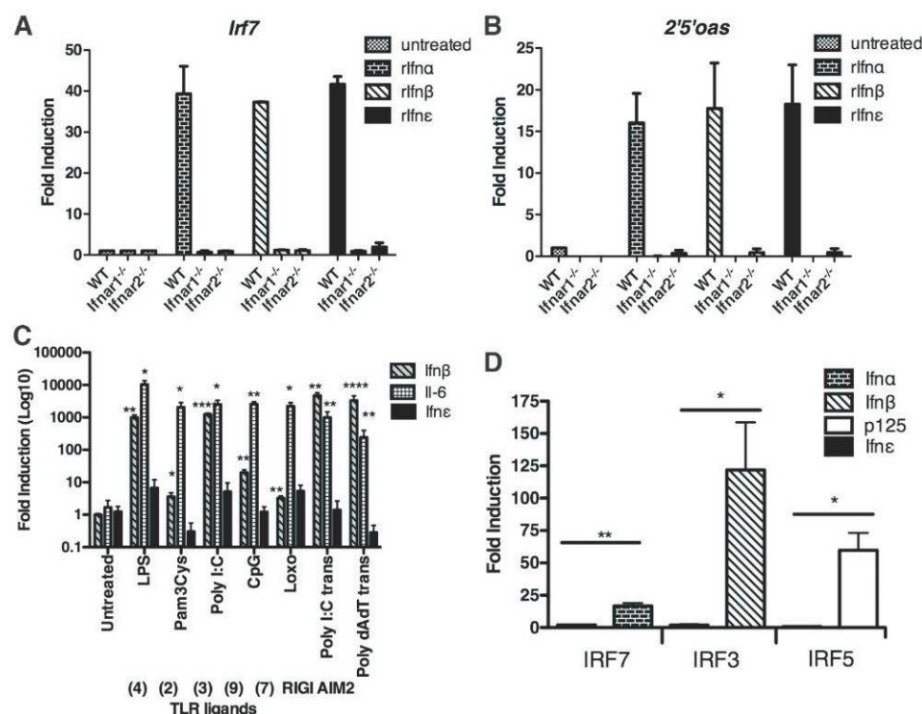 A
Irf7
Fold Induction
50
40
30
20
10
0
untreated
rIfnα
rIfnβ
rIfnε
WT
Ifnar1-/-
Ifnar2-/-
WT
Ifnar1-/-
Ifnar2-/-
WT
Ifnar1-/-
Ifnar2-/-
WT
Ifnar1-/-
Ifnar2-/-
B
2'5'oas
Fold Induction
25
20
15
10
5
0
untreated
rIfnα
rIfnβ
rIfnε
WT
Ifnar1-/-
Ifnar2-/-
WT
Ifnar1-/-
Ifnar2-/-
WT
Ifnar1-/-
Ifnar2-/-
WT
Ifnar1-/-
Ifnar2-/-
C
Fold Induction (Log10)
100000
10000
1000
100
10
1
0.1
Ifnβ
Il-6
Ifnε
** * * * *** * ** ** ** * ** ** **** **
Untreated
LPS
Pam3Cys
Poly I:C
CpG
Loxo
Poly I:C trans
Poly dAdT trans
(4) (2) (3) (9) (7) RIGI AIM2
TLR ligands
D
Fold Induction
175
150
125
100
75
50
25
0
Ifnα
Ifnβ
p125
Ifnε
**
*
*
IRF7
IRF3
IRF5